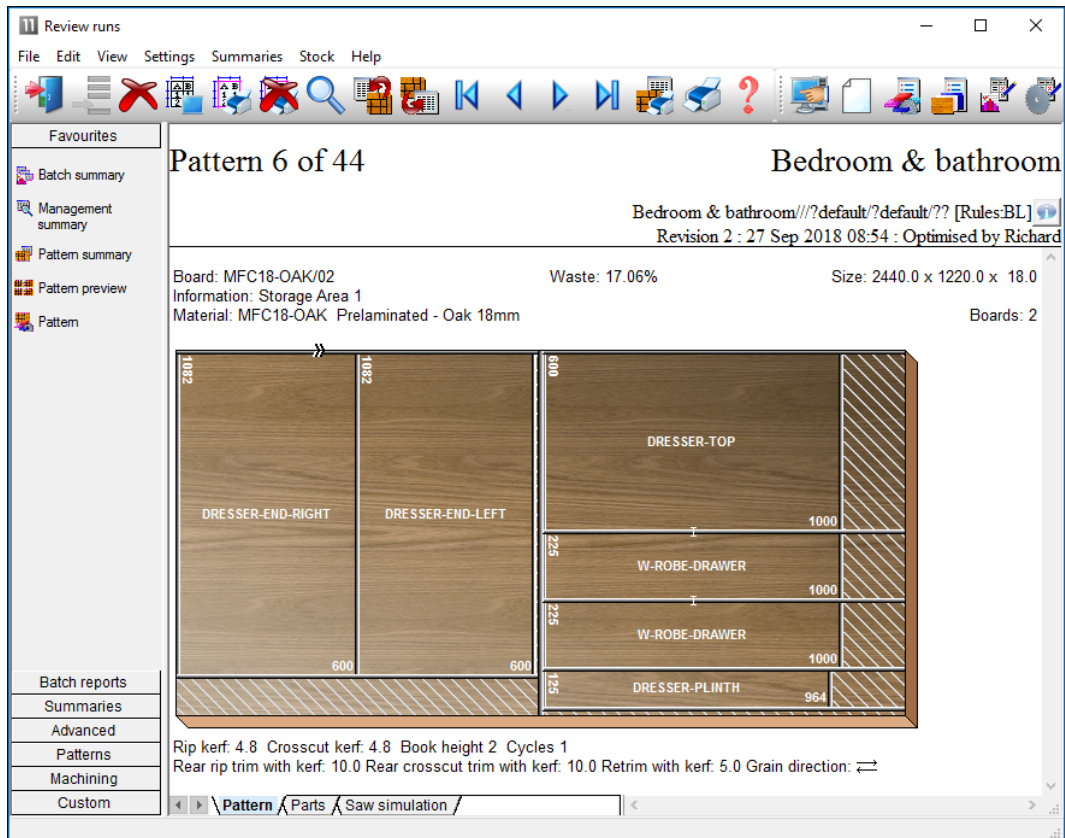 Review runs
File Edit View Settings Summaries Stock Help
Favourites
Batch summary
Management
summary
Pattern summary
Pattern preview
Pattern
Batch reports
Summaries
Advanced
Patterns
Machining
Custom
Pattern 6 of 44 Bedroom & bathroom
Bedroom & bathroom///?default/?default/?? [Rules:BL]
Revision 2 : 27 Sep 2018 08:54 : Optimised by Richard
Board: MFC18-OAK/02 Waste: 17.06% Size: 2440.0 x 1220.0 x 18.0
Information: Storage Area 1
Material: MFC18-OAK Prelaminated - Oak 18mm Boards: 2
1082
DRESSER-END-RIGHT
600
1082
DRESSER-END-LEFT
600
600
DRESSER-TOP
1000
225
W-ROBE-DRAWER
1000
225
W-ROBE-DRAWER
1000
125
DRESSER-PLINTH
964
Rip kerf: 4.8 Crosscut kerf: 4.8 Book height 2 Cycles 1
Rear rip trim with kerf: 10.0 Rear crosscut trim with kerf: 10.0 Retrim with kerf: 5.0 Grain direction:
Pattern Parts Saw simulation